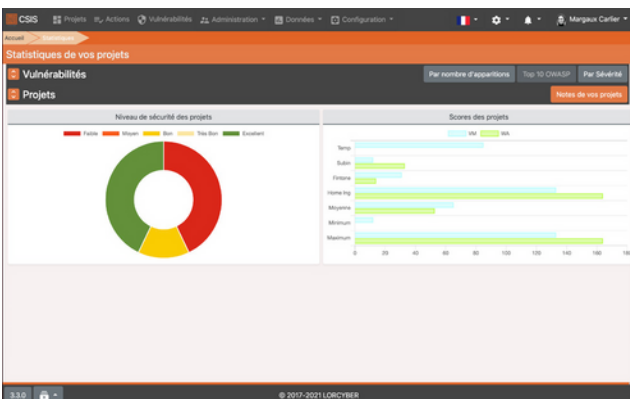 CSIS Projets Actions Vulnérabilités Administration Données Configuration Margaux Carlier
Accueil Statistiques
Statistiques de vos projets
Vulnérabilités Par nombre d'apparitions Top 10 OWASP Par Sévérité
Projets Notes de vos projets
Niveau de sécurité des projets
Faible Moyen Bon Très Bon Excellent
Scores des projets
VM WA
Temp
Subin
Fintone
Home Ing
Moyenne
Minimum
Maximum
0 20 40 60 80 100 120 140 160 180
3.3.0 © 2017-2021 LORCYBER